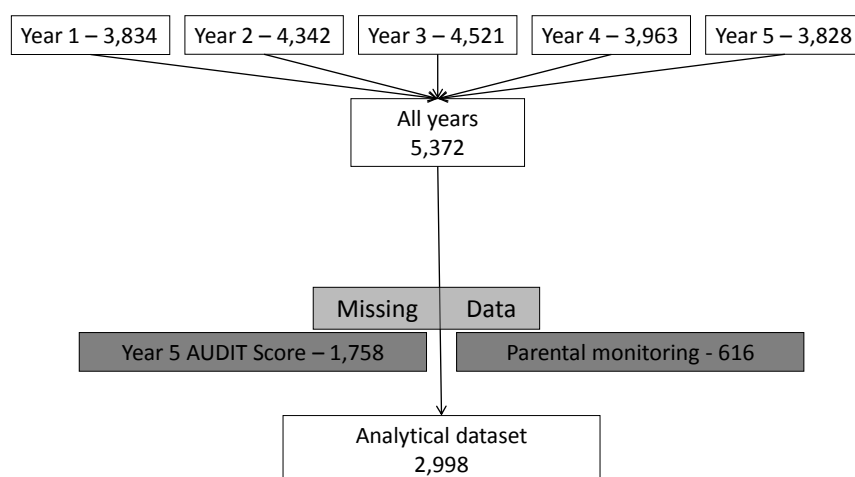 Year 1 – 3,834
Year 2 – 4,342
Year 3 – 4,521
Year 4 – 3,963
Year 5 – 3,828
All years
5,372
Missing Data
Year 5 AUDIT Score – 1,758
Parental monitoring - 616
Analytical dataset
2,998